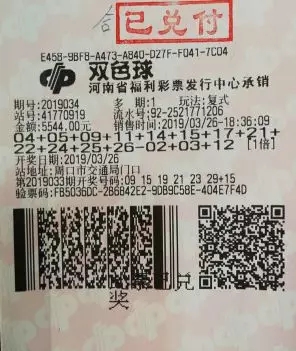 合
已兑付
E458-9BF8-A473-A840-D27F-F041-7C04
双色球
河南省福利彩票发行中心承销
期号:2019034 多1 玩法:复式
站号:41770919 流水号:92-2521771206
金额:5544.00元 销售时间:2019/03/25-18:36:09
04+05+09+11+14+15+17+21+
22+24+25+26-02+03+12 [1倍]
开奖日期:2019/03/26
站地址:周口市交通局门口
第2019033期开奖号码:09 15 19 21 23 29+15
验票码:FB5036DC-2B6B42E2-9DB9C58E-404E7F4D
兑
奖